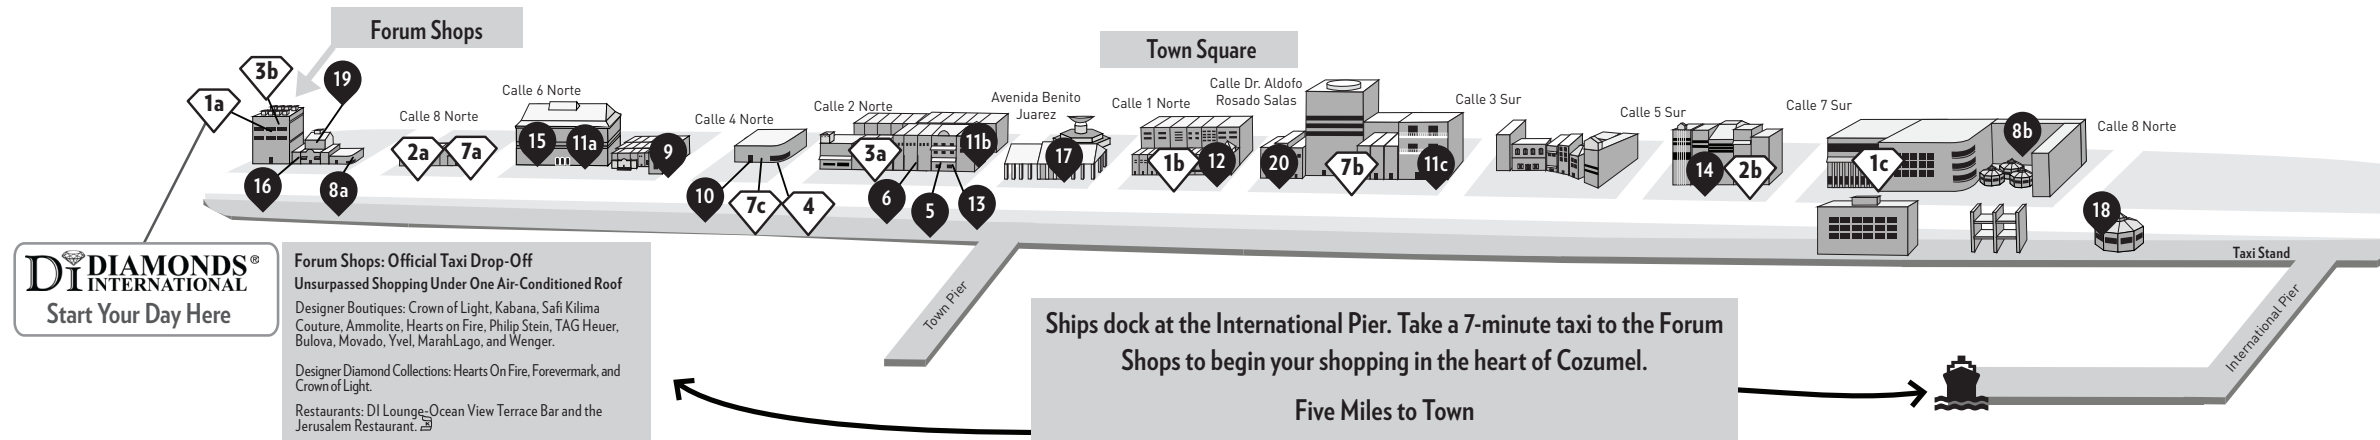 Forum Shops
Town Square
3b
19
1a
Calle 8 Norte
Calle 6 Norte
Calle 4 Norte
Calle 2 Norte
Avenida Benito
Juarez
Calle 1 Norte
Calle Dr. Aldofo
Rosado Salas
Calle 3 Sur
Calle 5 Sur
Calle 7 Sur
Calle 8 Norte
2a
7a
15
11a
9
3a
11b
17
1b
12
20
7b
11c
14
2b
1c
8b
16
8a
10
7c
4
6
5
13
18
Taxi Stand
DI DIAMONDS®
INTERNATIONAL
Start Your Day Here
Forum Shops: Official Taxi Drop-Off
Unsurpassed Shopping Under One Air-Conditioned Roof
Designer Boutiques: Crown of Light, Kabana, Safi Kilima
Couture, Ammolite, Hearts on Fire, Philip Stein, TAG Heuer,
Bulova, Movado, Yvel, MarahLago, and Wenger.
Designer Diamond Collections: Hearts On Fire, Forevermark, and
Crown of Light.
Restaurants: DI Lounge-Ocean View Terrace Bar and the
Jerusalem Restaurant.
Town Pier
Ships dock at the International Pier. Take a 7-minute taxi to the Forum
Shops to begin your shopping in the heart of Cozumel.
Five Miles to Town
International Pier